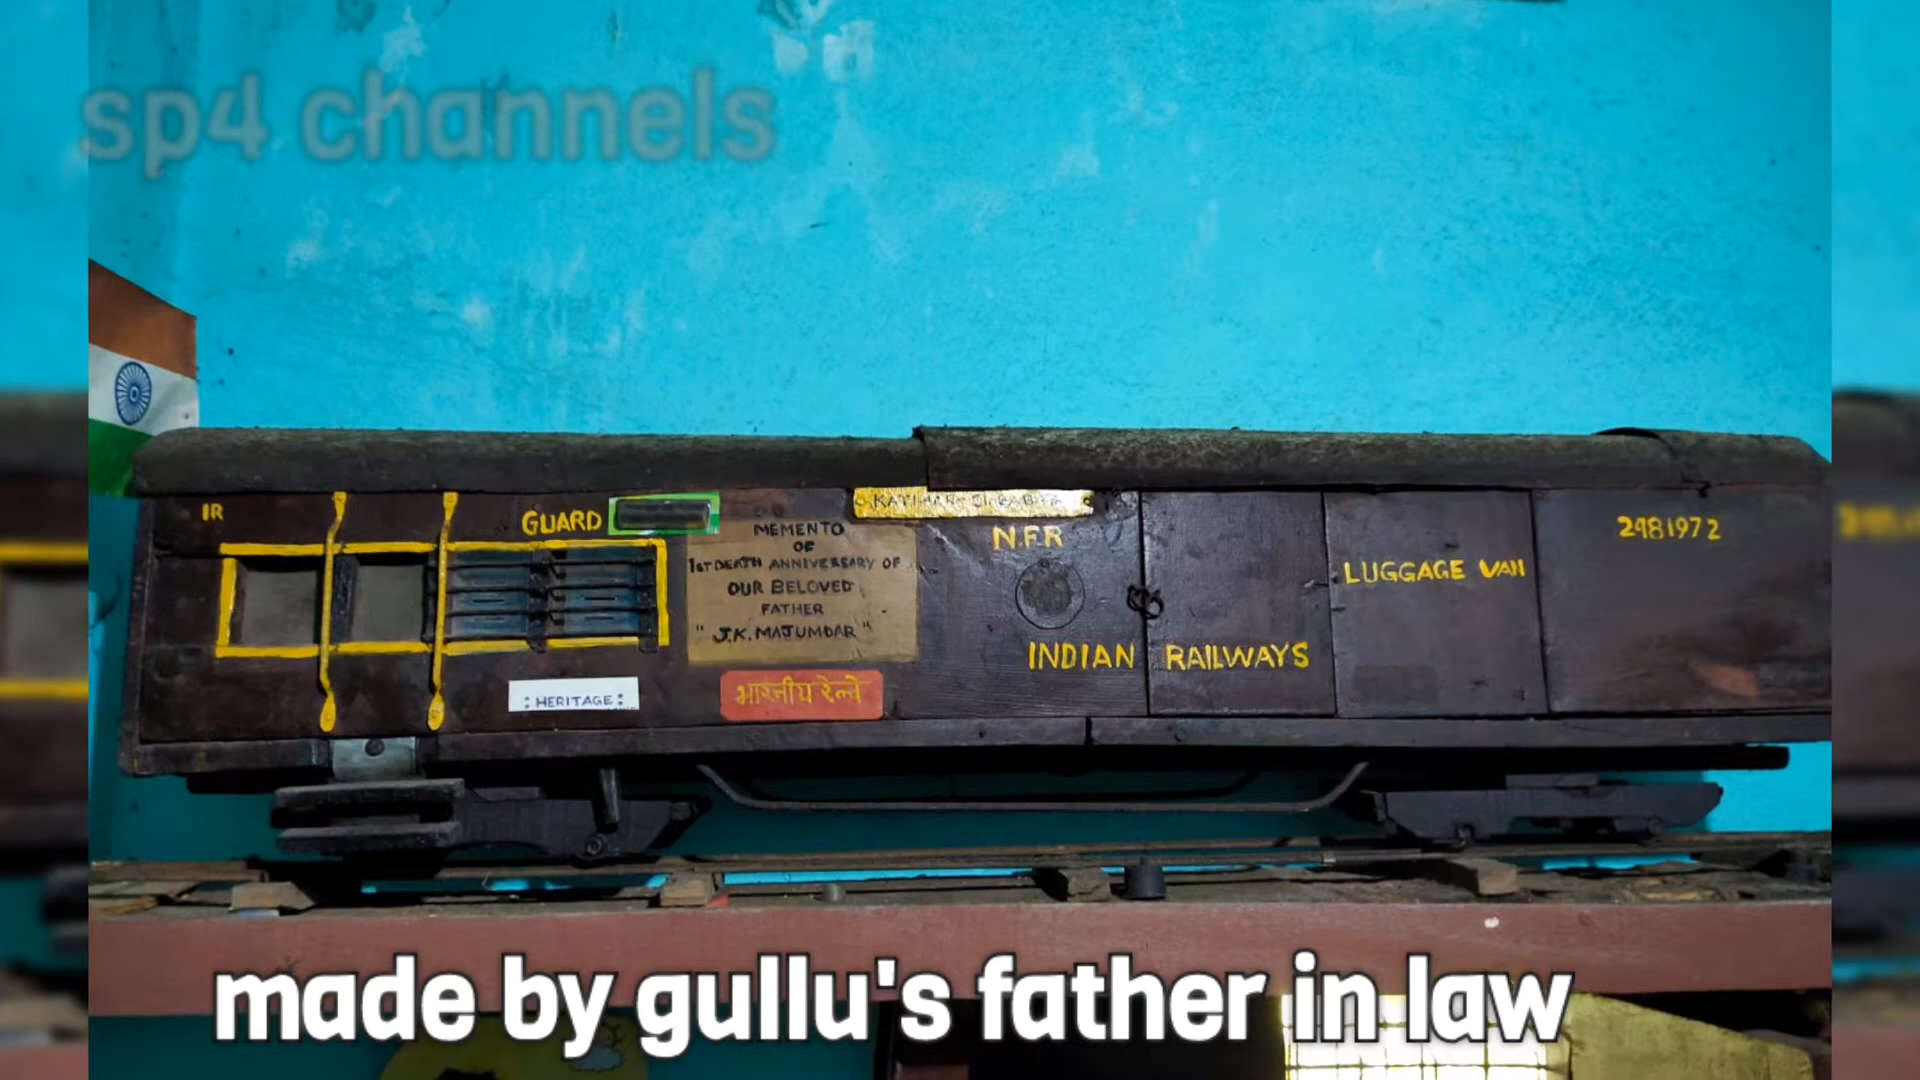 sp4 channels
IR
GUARD
MEMENTO
OF
1ST DEATH ANNIVERSARY OF
OUR BELOVED
FATHER
"J.K. MAJUMDAR"
N.F.R
INDIAN RAILWAYS
LUGGAGE VAN
2481972
: HERITAGE :
भारतीय रेल्वे
made by gullu's father in law